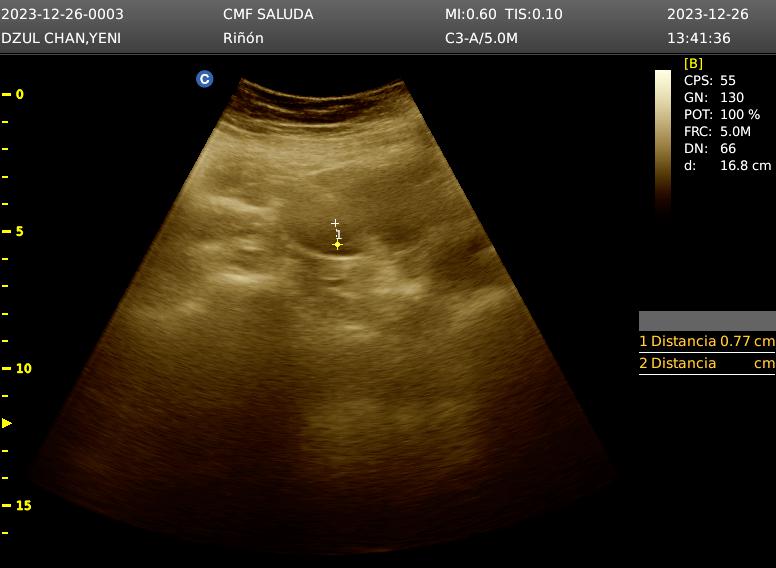 2023-12-26-0003 CMF SALUDA MI:0.60 TIS:0.10 2023-12-26
DZUL CHAN,YENI Riñón C3-A/5.0M 13:41:36
[B]
C
CPS: 55
0
GN: 130
POT: 100 %
FRC: 5.0M
DN: 66
d: 16.8 cm
5
1
10
15
1 Distancia 0.77 cm
2 Distancia cm